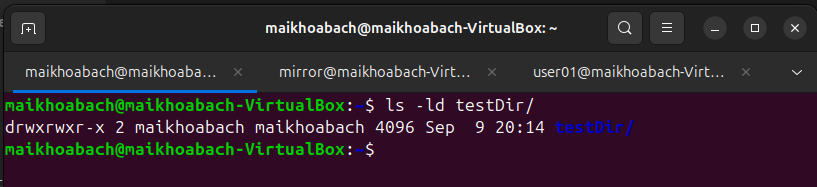 maikhoabach@maikhoabach-VirtualBox: ~
maikhoabach@maikhoaba... mirror@maikhoabach-Virt... user01@maikhoabach-Virt...
maikhoabach@maikhoabach-VirtualBox:~$ ls -ld testDir/
drwxrwxr-x 2 maikhoabach maikhoabach 4096 Sep  9 20:14 testDir/
maikhoabach@maikhoabach-VirtualBox:~$